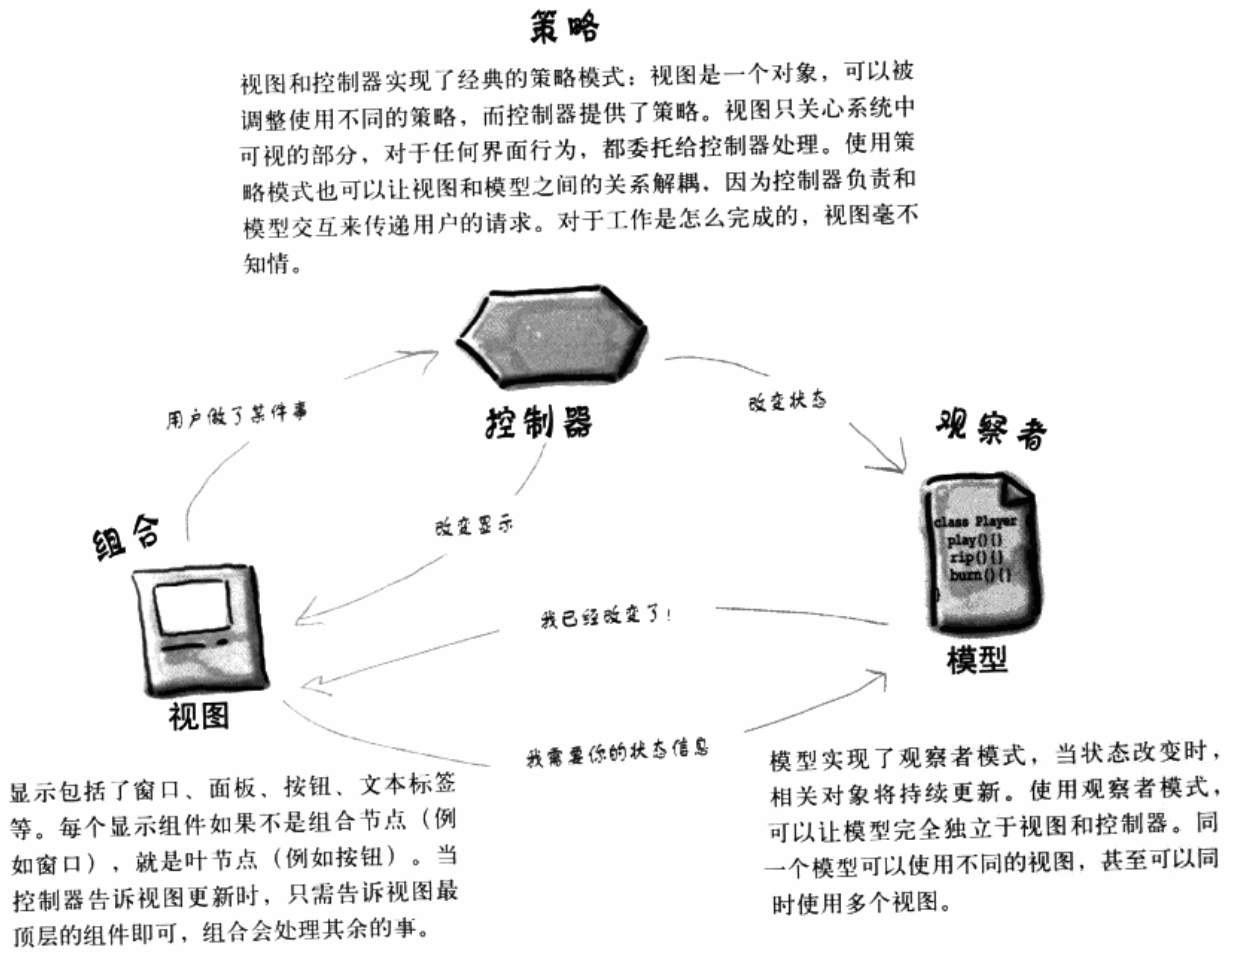 策略
视图和控制器实现了经典的策略模式：视图是一个对象，可以被
调整使用不同的策略，而控制器提供了策略。视图只关心系统中
可视的部分，对于任何界面行为，都委托给控制器处理。使用策
略模式也可以让视图和模型之间的关系解耦，因为控制器负责和
模型交互来传递用户的请求。对于工作是怎么完成的，视图毫不
知情。
用户做了某件事
控制器
改变状态
观察者
组合
改变显示
class Player
play(){}
rip(){}
burn(){}
}
我已经改变了！
模型
视图
我需要你的状态信息
显示包括了窗口、面板、按钮、文本标签
等。每个显示组件如果不是组合节点（例
如窗口），就是叶节点（例如按钮）。当
控制器告诉视图更新时，只需告诉视图最
顶层的组件即可，组合会处理其余的事。
模型实现了观察者模式，当状态改变时，
相关对象将持续更新。使用观察者模式，
可以让模型完全独立于视图和控制器。同
一个模型可以使用不同的视图，甚至可以同
时使用多个视图。